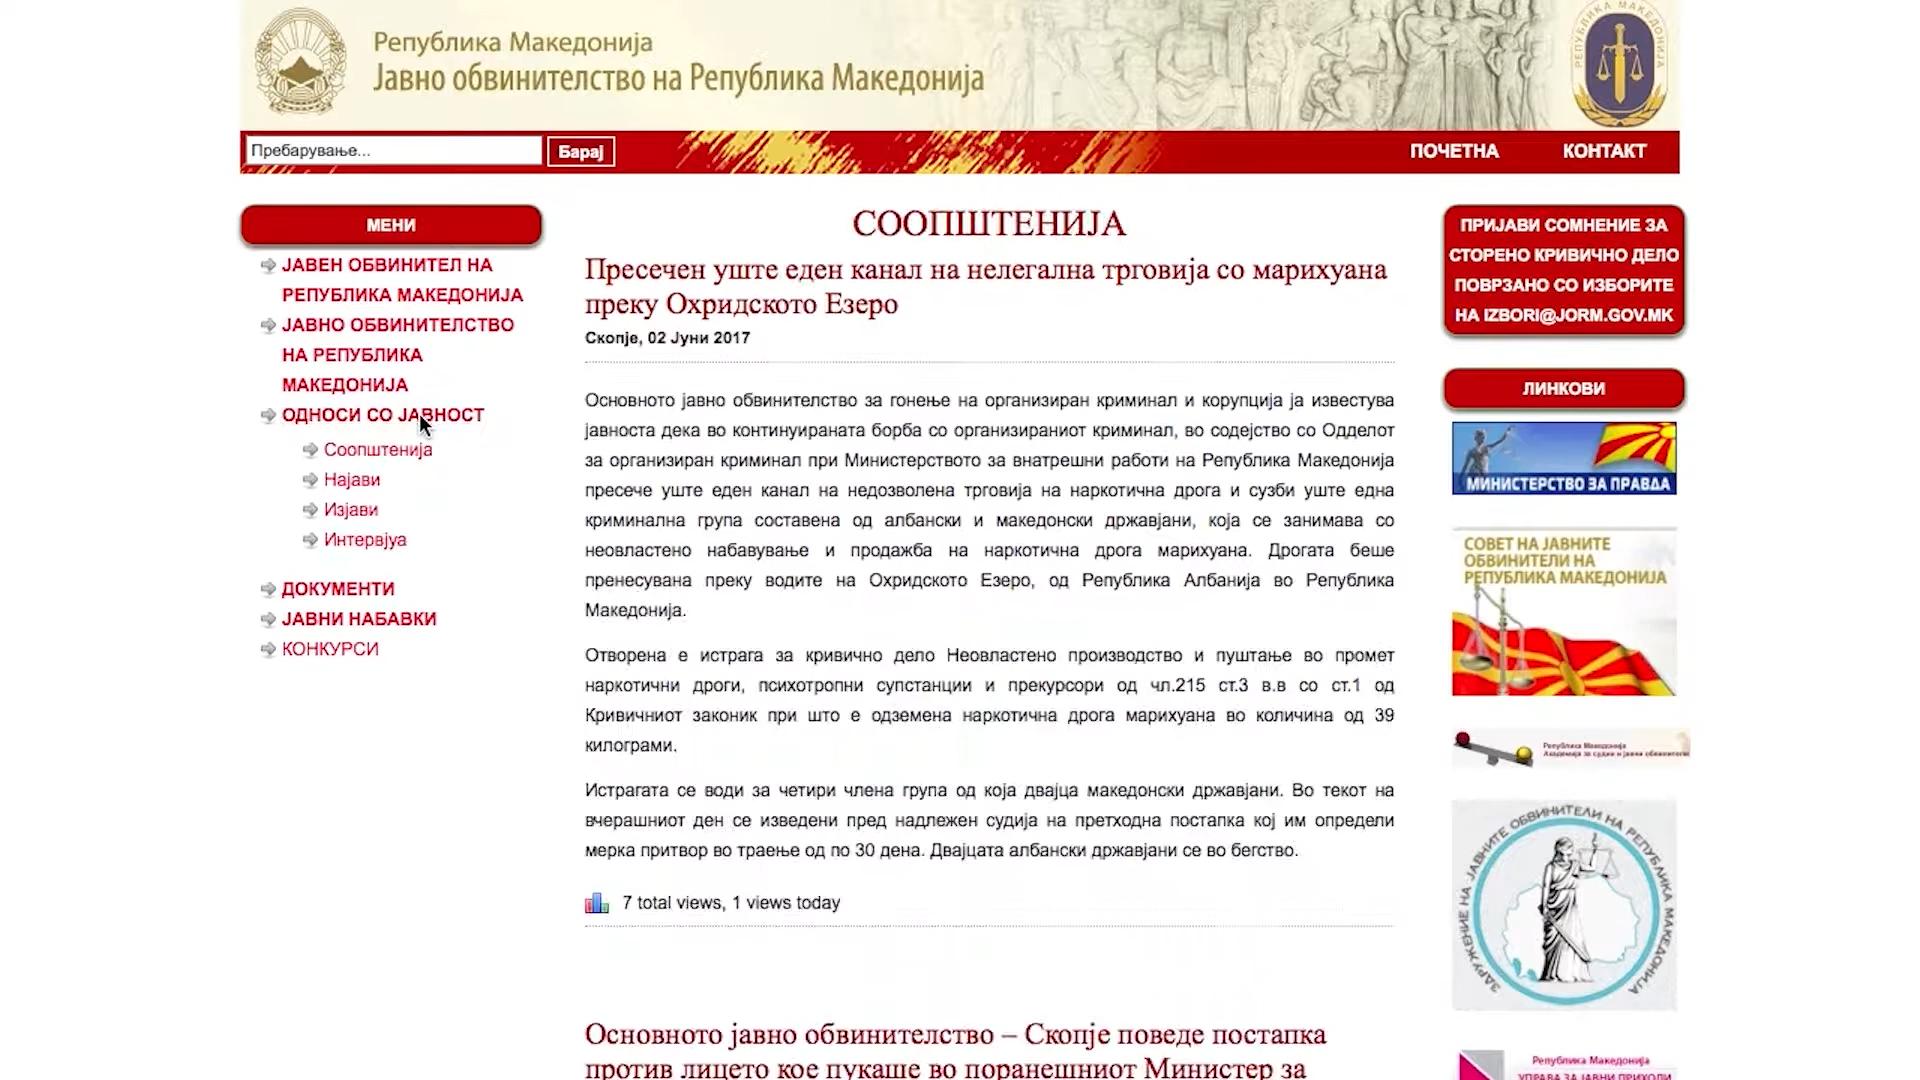 Република Македонија
Јавно обвинителство на Република Македонија
РЕПУБЛИКА МАКЕДОНИЈА
Пребарување...
Барај
ПОЧЕТНА
КОНТАКТ
МЕНИ
ЈАВЕН ОБВИНИТЕЛ НА
РЕПУБЛИКА МАКЕДОНИЈА
ЈАВНО ОБВИНИТЕЛСТВО
НА РЕПУБЛИКА
МАКЕДОНИЈА
ОДНОСИ СО ЈАВНОСТ
Соопштенија
Најави
Изјави
Интервјуа
ДОКУМЕНТИ
ЈАВНИ НАБАВКИ
КОНКУРСИ
СООПШТЕНИЈА
Пресечен уште еден канал на нелегална трговија со марихуана
преку Охридското Езеро
Скопје, 02 Јуни 2017
Основното јавно обвинителство за гонење на организиран криминал и корупција ја известува
јавноста дека во континуираната борба со организираниот криминал, во содејство со Одделот
за организиран криминал при Министерството за внатрешни работи на Република Македонија
пресече уште еден канал на недозволена трговија на наркотична дрога и сузби уште една
криминална група составена од албански и македонски државјани, која се занимава со
неовластено набавување и продажба на наркотична дрога марихуана. Дрогата беше
пренесувана преку водите на Охридското Езеро, од Република Албанија во Република
Македонија.
Отворена е истрага за кривично дело Неовластено производство и пуштање во промет
наркотични дроги, психотропни супстанции и прекурсори од чл.215 ст.3 в.в со ст.1 од
Кривичниот законик при што е одземена наркотична дрога марихуана во количина од 39
килограми.
Истрагата се води за четири члена група од која двајца македонски државјани. Во текот на
вчерашниот ден се изведени пред надлежен судија на претходна постапка кој им определи
мерка притвор во траење од по 30 дена. Двајцата албански државјани се во бегство.
7 total views, 1 views today
Основното јавно обвинителство – Скопје поведе постапка
против лицето кое пукаше во поранешниот Министер за
ПРИЈАВИ СОМНЕНИЕ ЗА
СТОРЕНО КРИВИЧНО ДЕЛО
ПОВРЗАНО СО ИЗБОРИТЕ
НА IZBORI@JORM.GOV.MK
ЛИНКОВИ
МИНИСТЕРСТВО ЗА ПРАВДА
СОВЕТ НА ЈАВНИТЕ
ОБВИНИТЕЛИ НА
РЕПУБЛИКА МАКЕДОНИЈА
Република Македонија
Академија за судии и јавни обвинители
ЗДРУЖЕНИЕ НА ЈАВНИТЕ ОБВИНИТЕЛИ НА РЕПУБЛИКА МАКЕДОНИЈА
Република Македонија
УПРАВА ЗА ЈАВНИ ПРИХОДИ